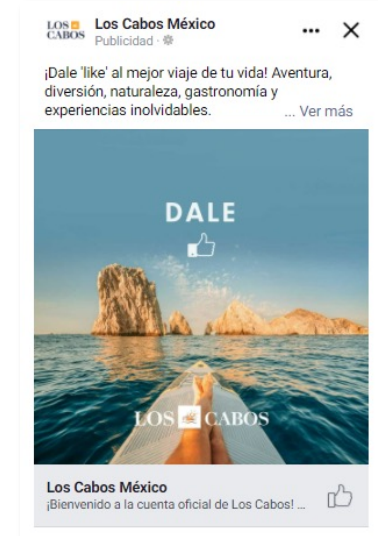 LOS CABOS
Los Cabos México
Publicidad ·
¡Dale 'like' al mejor viaje de tu vida! Aventura,
diversión, naturaleza, gastronomía y
experiencias inolvidables. ... Ver más
DALE
LOS CABOS
Los Cabos México
¡Bienvenido a la cuenta oficial de Los Cabos! ...